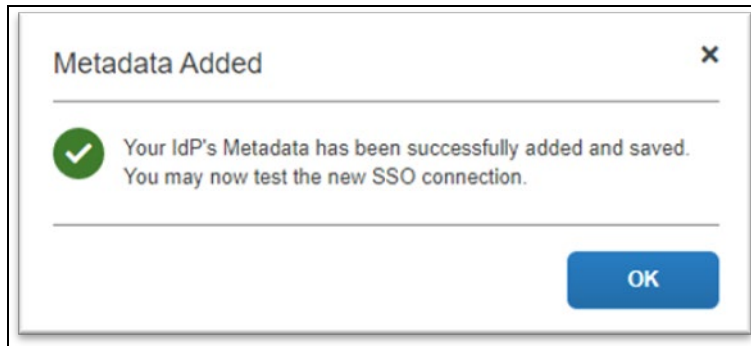 Metadata Added
Your IdP's Metadata has been successfully added and saved.
You may now test the new SSO connection.
OK